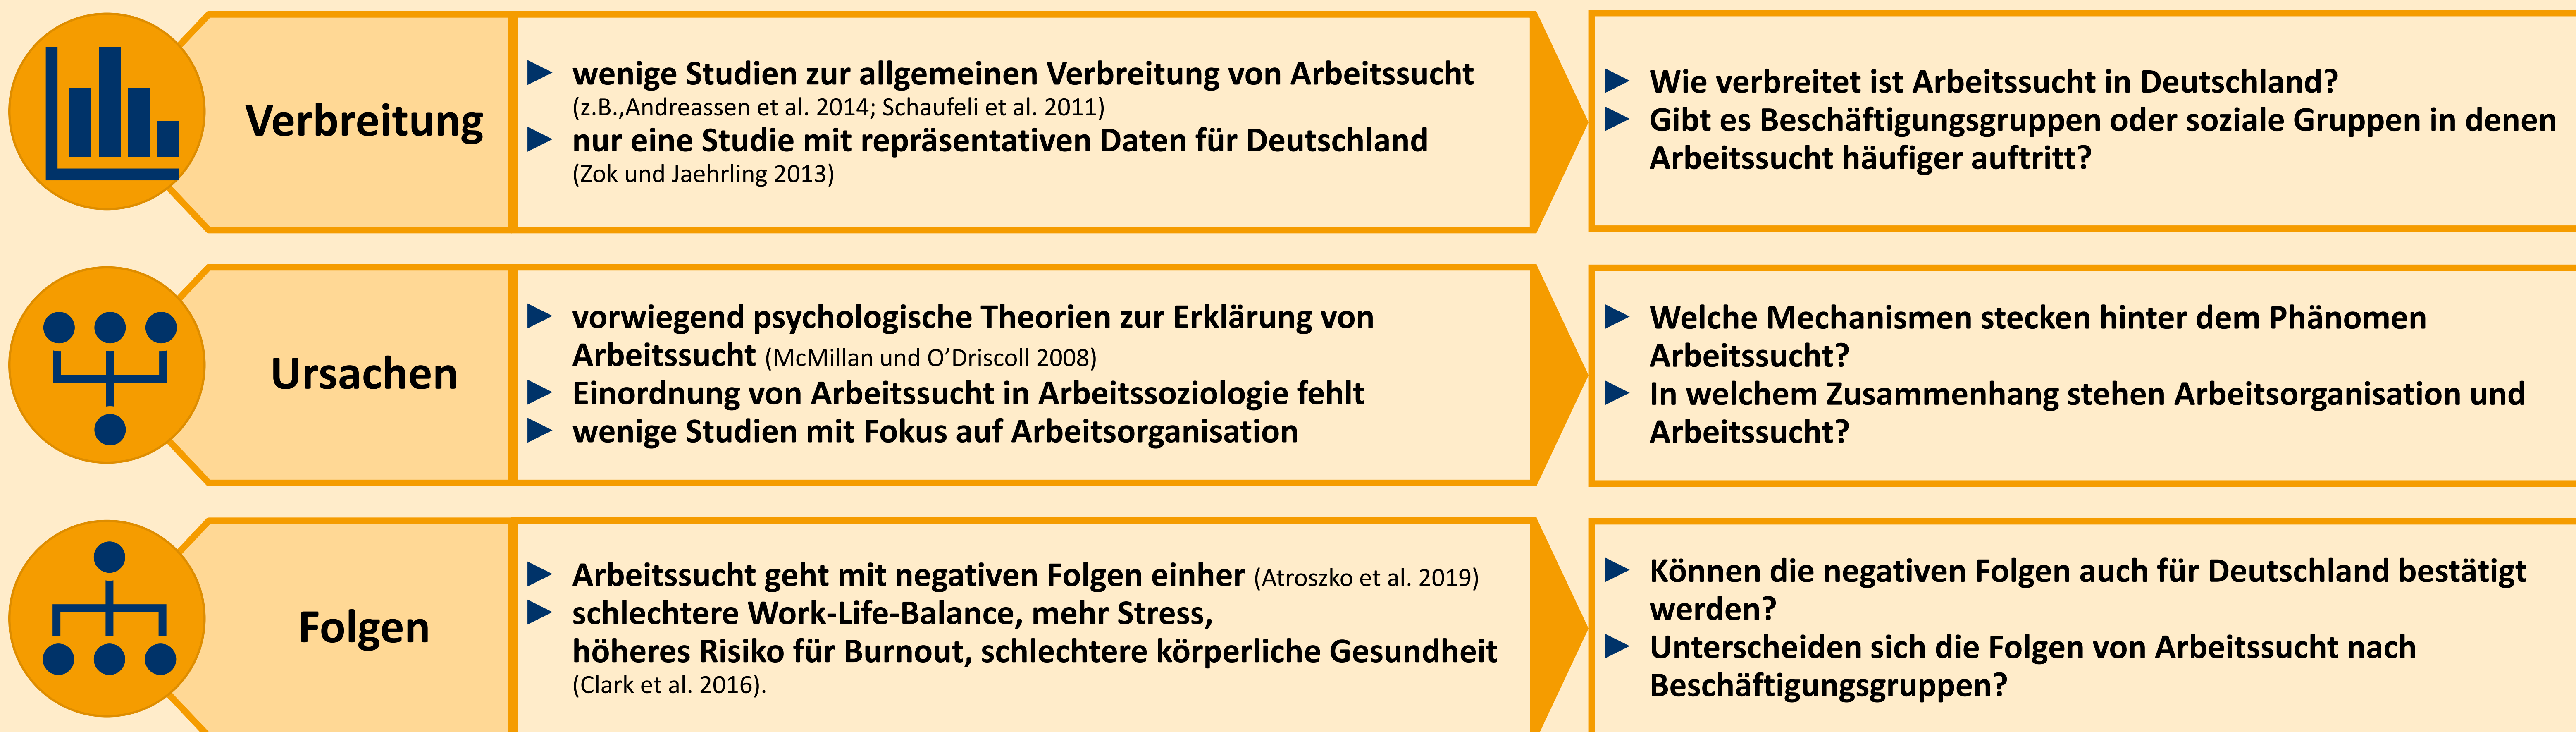 Verbreitung
► wenige Studien zur allgemeinen Verbreitung von Arbeitssucht
(z.B.,Andreassen et al. 2014; Schaufeli et al. 2011)
► nur eine Studie mit repräsentativen Daten für Deutschland
(Zok und Jaehrling 2013)
► Wie verbreitet ist Arbeitssucht in Deutschland?
► Gibt es Beschäftigungsgruppen oder soziale Gruppen in denen
Arbeitssucht häufiger auftritt?
Ursachen
► vorwiegend psychologische Theorien zur Erklärung von
Arbeitssucht (McMillan und O’Driscoll 2008)
► Einordnung von Arbeitssucht in Arbeitssoziologie fehlt
► wenige Studien mit Fokus auf Arbeitsorganisation
► Welche Mechanismen stecken hinter dem Phänomen
Arbeitssucht?
► In welchem Zusammenhang stehen Arbeitsorganisation und
Arbeitssucht?
Folgen
► Arbeitssucht geht mit negativen Folgen einher (Atroszko et al. 2019)
► schlechtere Work-Life-Balance, mehr Stress,
höheres Risiko für Burnout, schlechtere körperliche Gesundheit
(Clark et al. 2016).
► Können die negativen Folgen auch für Deutschland bestätigt
werden?
► Unterscheiden sich die Folgen von Arbeitssucht nach
Beschäftigungsgruppen?